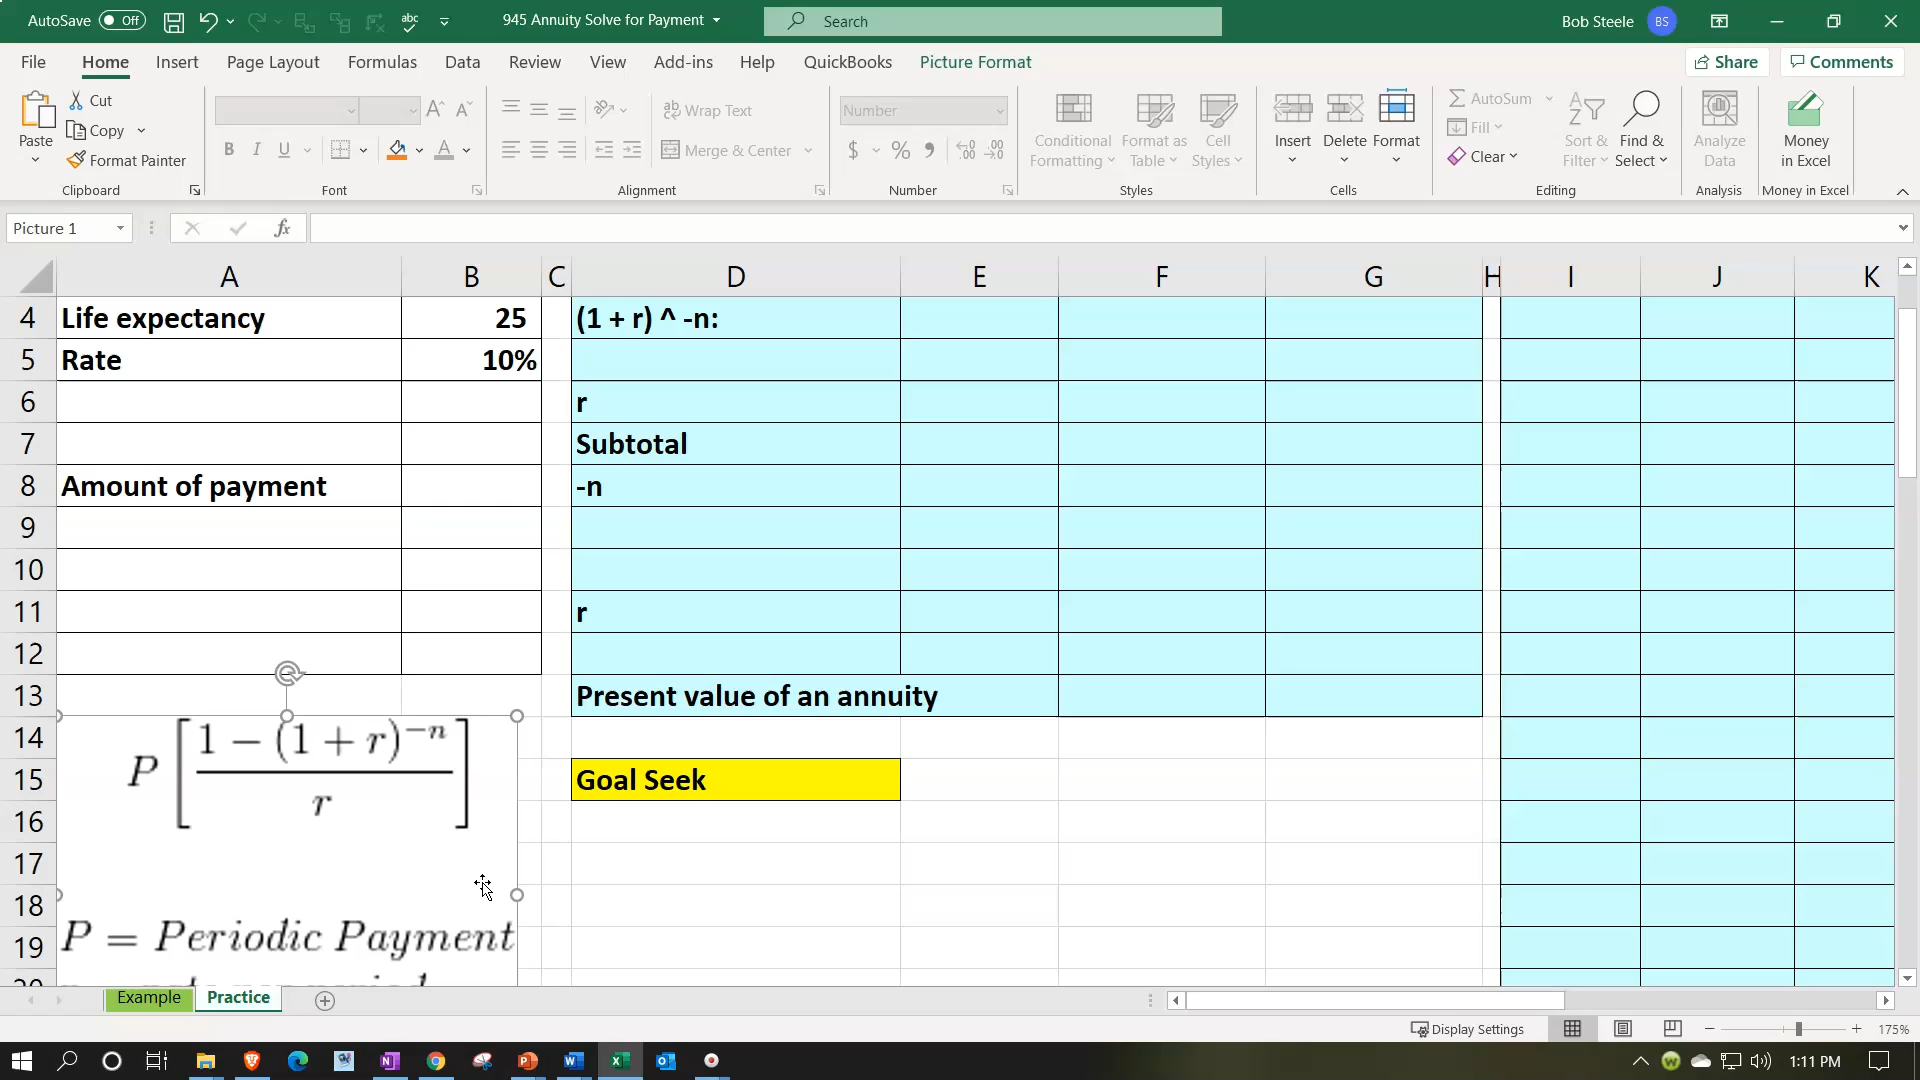 AutoSave Off abc 945 Annuity Solve for Payment Search Bob Steele BS
File Home Insert Page Layout Formulas Data Review View Add-ins Help QuickBooks Picture Format Share Comments
Paste Cut Copy Format Painter Clipboard
B I U A Font
ab Wrap Text Merge & Center Alignment
Number $ % Number
Conditional Formatting Format as Table Cell Styles Styles
Insert Delete Format Cells
AutoSum Fill Clear Sort & Filter Find & Select Editing
Analyze Data Analysis
Money in Excel Money in Excel
Picture 1 fx
A B C D E F G H I J K
4 Life expectancy 25 (1 + r) ^ -n:
5 Rate 10%
6 r
7 Subtotal
8 Amount of payment -n
9
10
11 r
12
13 Present value of an annuity
14
15 Goal Seek
16
17
18
19
P [ 1 − (1 + r)⁻ⁿ / r ]
P = Periodic Payment
Example Practice
Display Settings 175%
1:11 PM